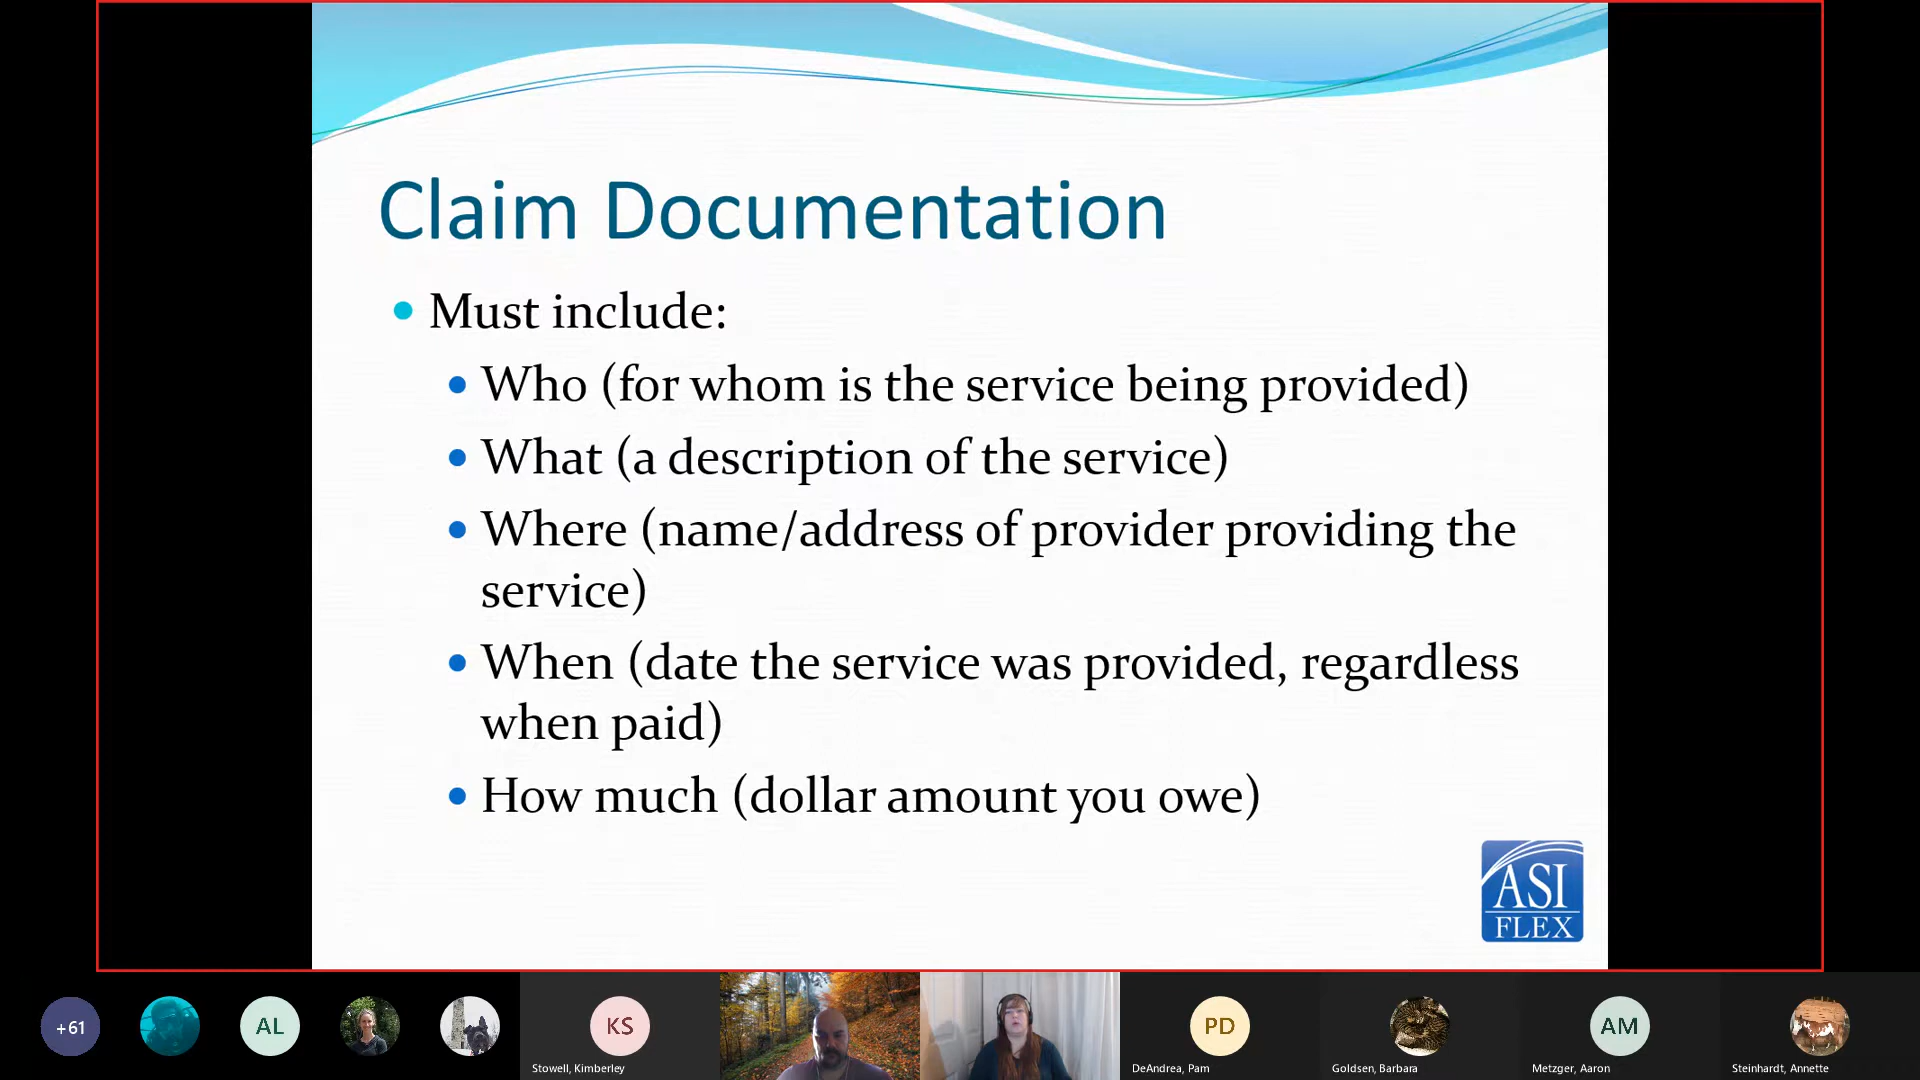 Claim Documentation
Must include:
Who (for whom is the service being provided)
What (a description of the service)
Where (name/address of provider providing the
service)
When (date the service was provided, regardless
when paid)
How much (dollar amount you owe)
ASI
FLEX
+61
AL
KS
PD
AM
Stowell, Kimberley
DeAndrea, Pam
Goldsen, Barbara
Metzger, Aaron
Steinhardt, Annette